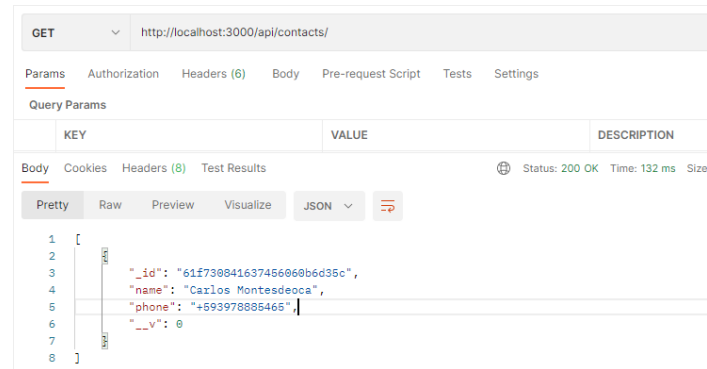 GET http://localhost:3000/api/contacts/
Params Authorization Headers (6) Body Pre-request Script Tests Settings
Query Params
KEY VALUE DESCRIPTION
Body Cookies Headers (8) Test Results Status: 200 OK Time: 132 ms Size
Pretty Raw Preview Visualize JSON
1 [
2 {
3 "_id": "61f730841637456060b6d35c",
4 "name": "Carlos Montesdeoca",
5 "phone": "+593978885465",
6 "__v": 0
7 }
8 ]